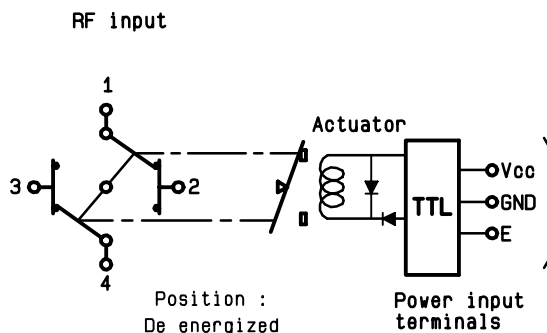 RF input
1
Actuator
3
2
TTL
Vcc
GND
E
4
Position :
De energized
Power input
terminals